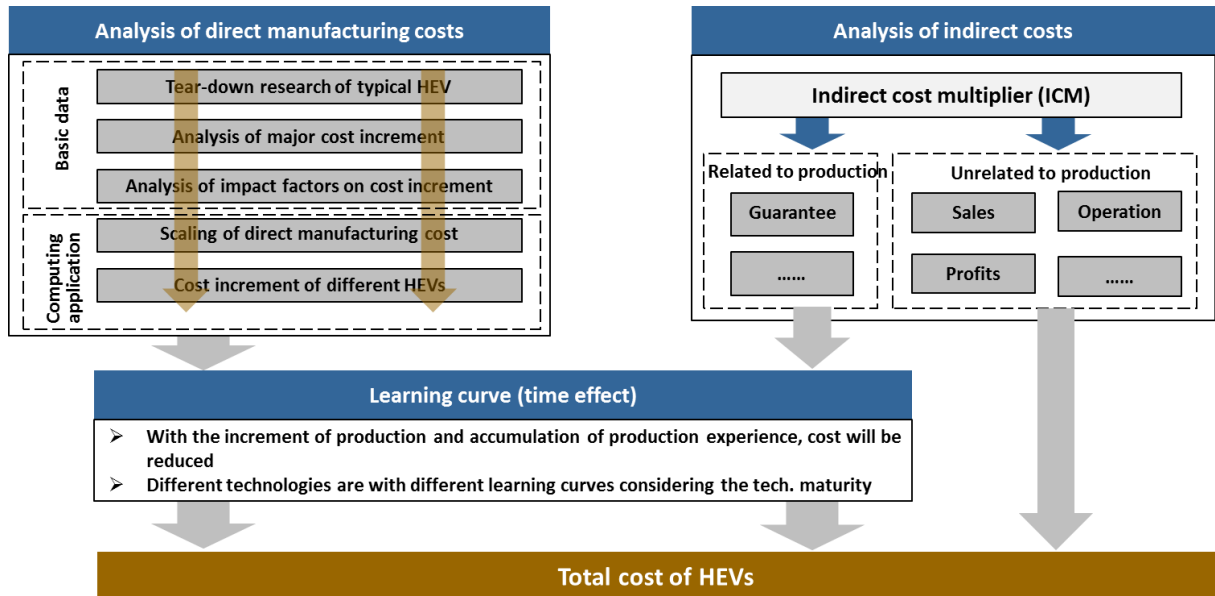 Analysis of direct manufacturing costs
Basic data
Tear-down research of typical HEV
Analysis of major cost increment
Analysis of impact factors on cost increment
Computing
application
Scaling of direct manufacturing cost
Cost increment of different HEVs
Analysis of indirect costs
Indirect cost multiplier (ICM)
Related to production
Guarantee
......
Unrelated to production
Sales
Operation
Profits
......
Learning curve (time effect)
➢ With the increment of production and accumulation of production experience, cost will be
reduced
➢ Different technologies are with different learning curves considering the tech. maturity
Total cost of HEVs